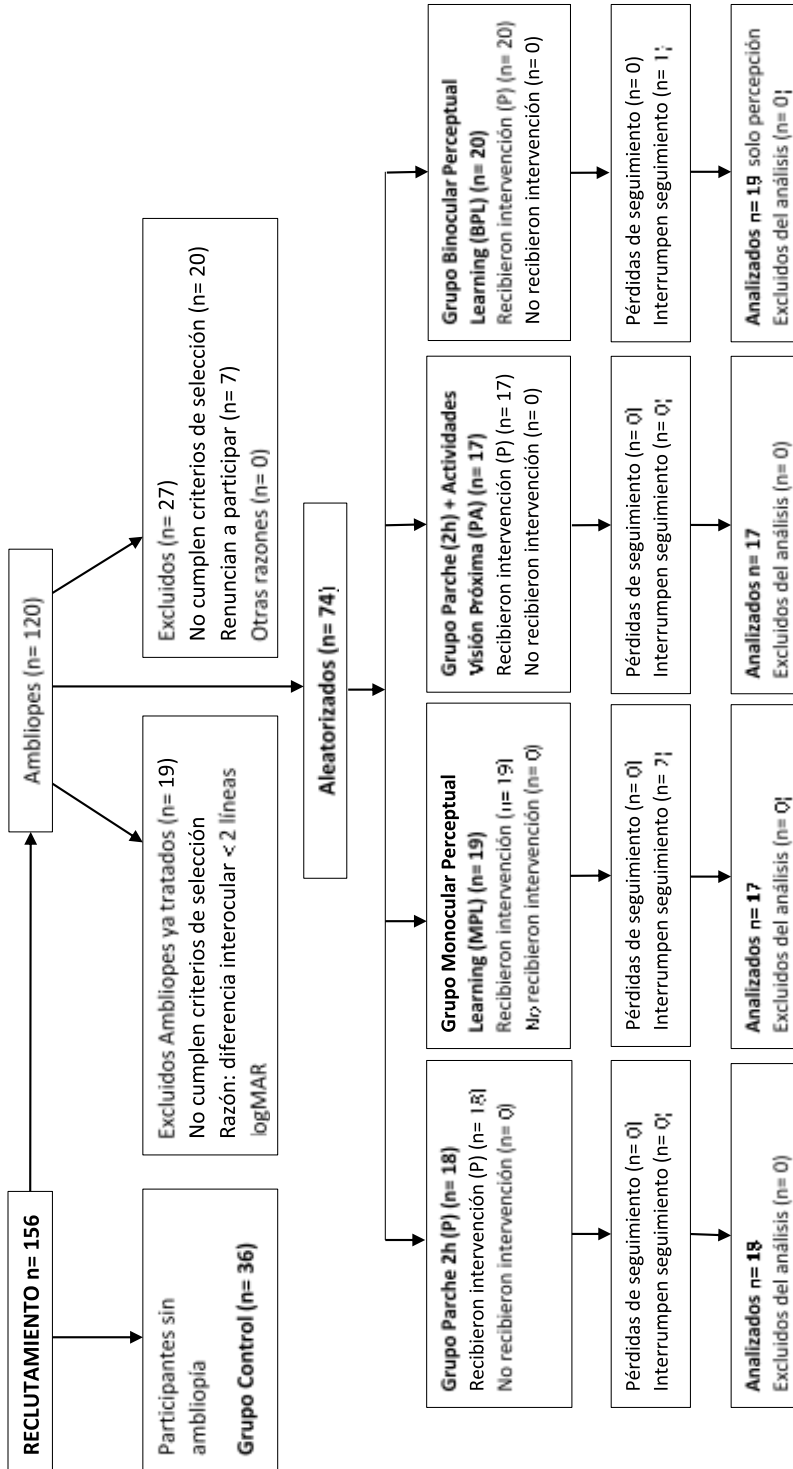 RECLUTAMIENTO n= 156
Participantes sin
ambliopía
Grupo Control (n= 36)
Ambliopes (n= 120)
Excluidos Ambliopes ya tratados (n= 19)
No cumplen criterios de selección
Razón: diferencia interocular < 2 líneas
logMAR
Excluidos (n= 27)
No cumplen criterios de selección (n= 20)
Renuncian a participar (n= 7)
Otras razones (n= 0)
Aleatorizados (n= 74)
Grupo Parche 2h (P) (n= 18)
Recibieron intervención (P) (n= 18)
No recibieron intervención (n= 0)
Grupo Monocular Perceptual
Learning (MPL) (n= 19)
Recibieron intervención (n= 19)
No recibieron intervención (n= 0)
Grupo Parche (2h) + Actividades
Visión Próxima (PA) (n= 17)
Recibieron intervención (P) (n= 17)
No recibieron intervención (n= 0)
Grupo Binocular Perceptual
Learning (BPL) (n= 20)
Recibieron intervención (P) (n= 20)
No recibieron intervención (n= 0)
Pérdidas de seguimiento (n= 0)
Interrumpen seguimiento (n= 0)
Pérdidas de seguimiento (n= 0)
Interrumpen seguimiento (n= 2)
Pérdidas de seguimiento (n= 0)
Interrumpen seguimiento (n= 0)
Pérdidas de seguimiento (n= 0)
Interrumpen seguimiento (n= 1)
Analizados n= 18
Excluidos del análisis (n= 0)
Analizados n= 17
Excluidos del análisis (n= 0)
Analizados n= 17
Excluidos del análisis (n= 0)
Analizados n= 19 solo percepción
Excluidos del análisis (n= 0)